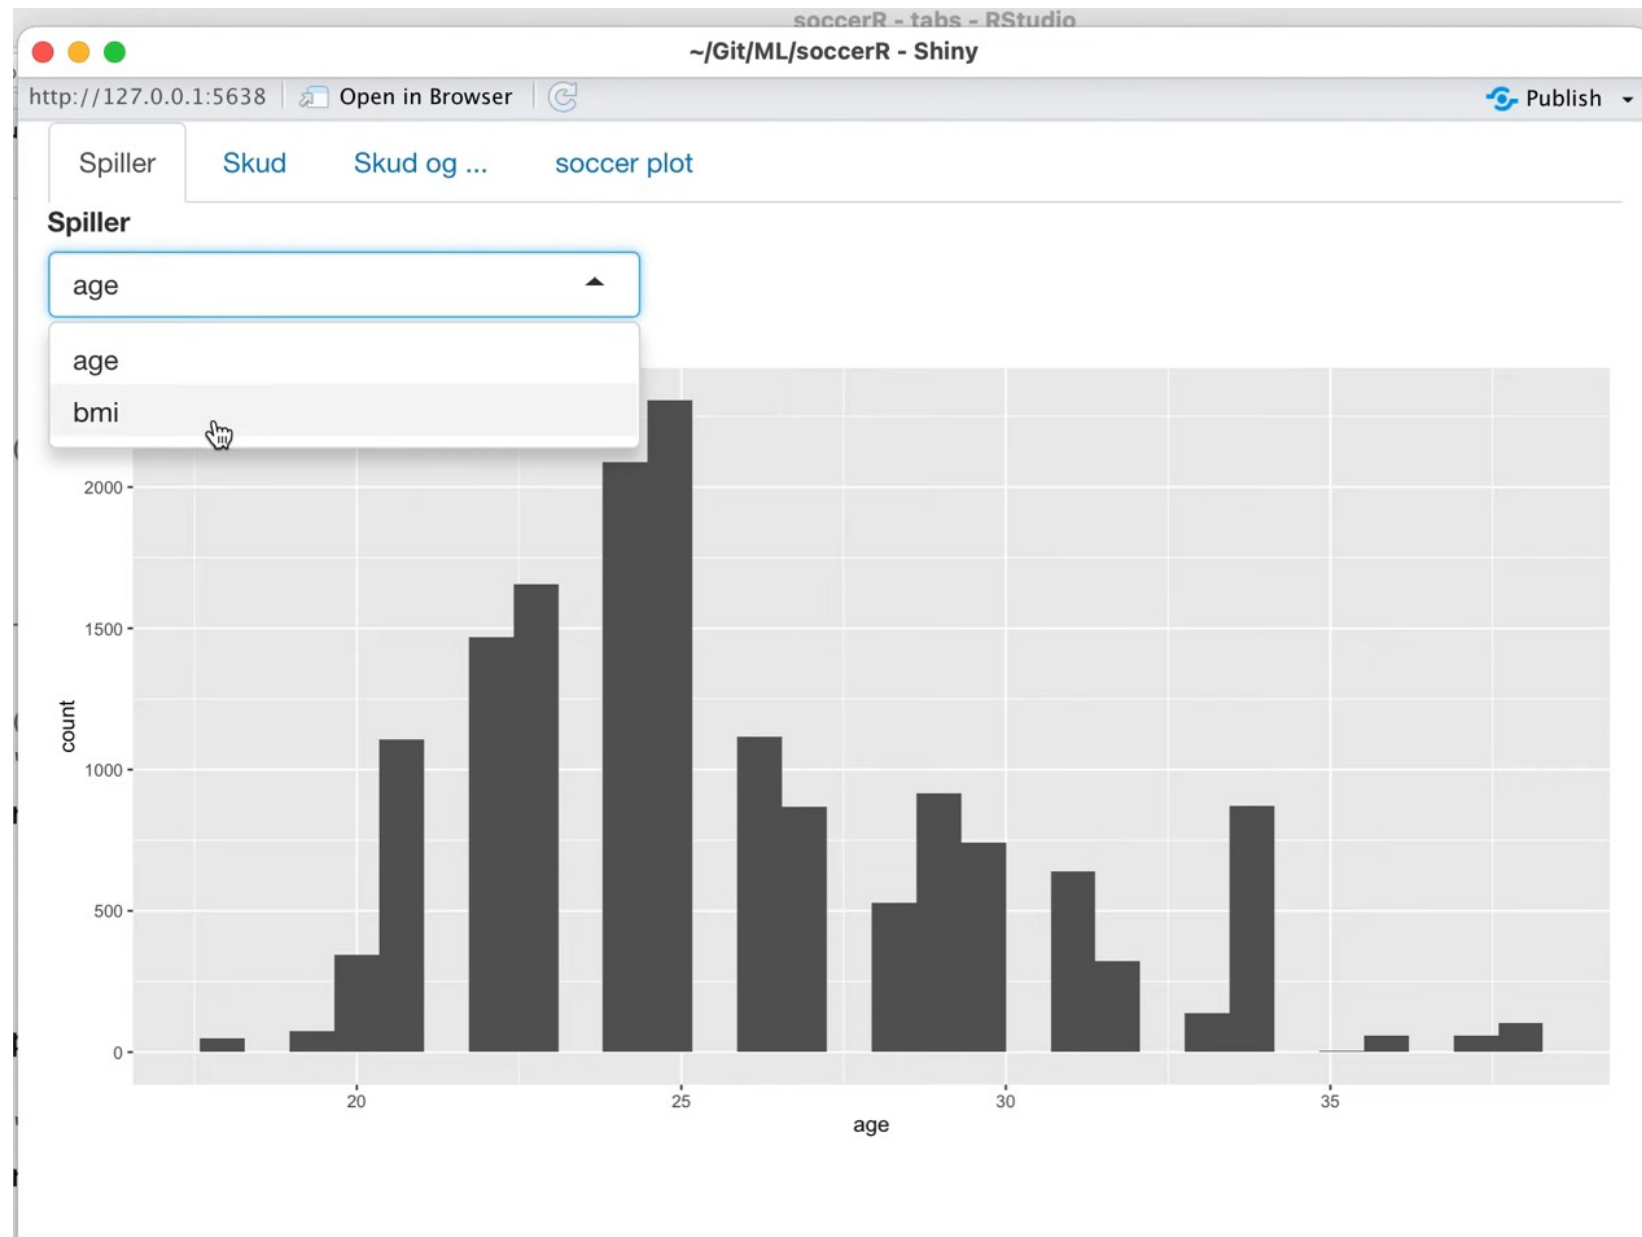 soccerR - tabs - RStudio
~/Git/ML/soccerR - Shiny
http://127.0.0.1:5638 Open in Browser Publish
Spiller Skud Skud og ... soccer plot
Spiller
age
age
bmi
2000
1500
1000
500
0
count
20 25 30 35
age